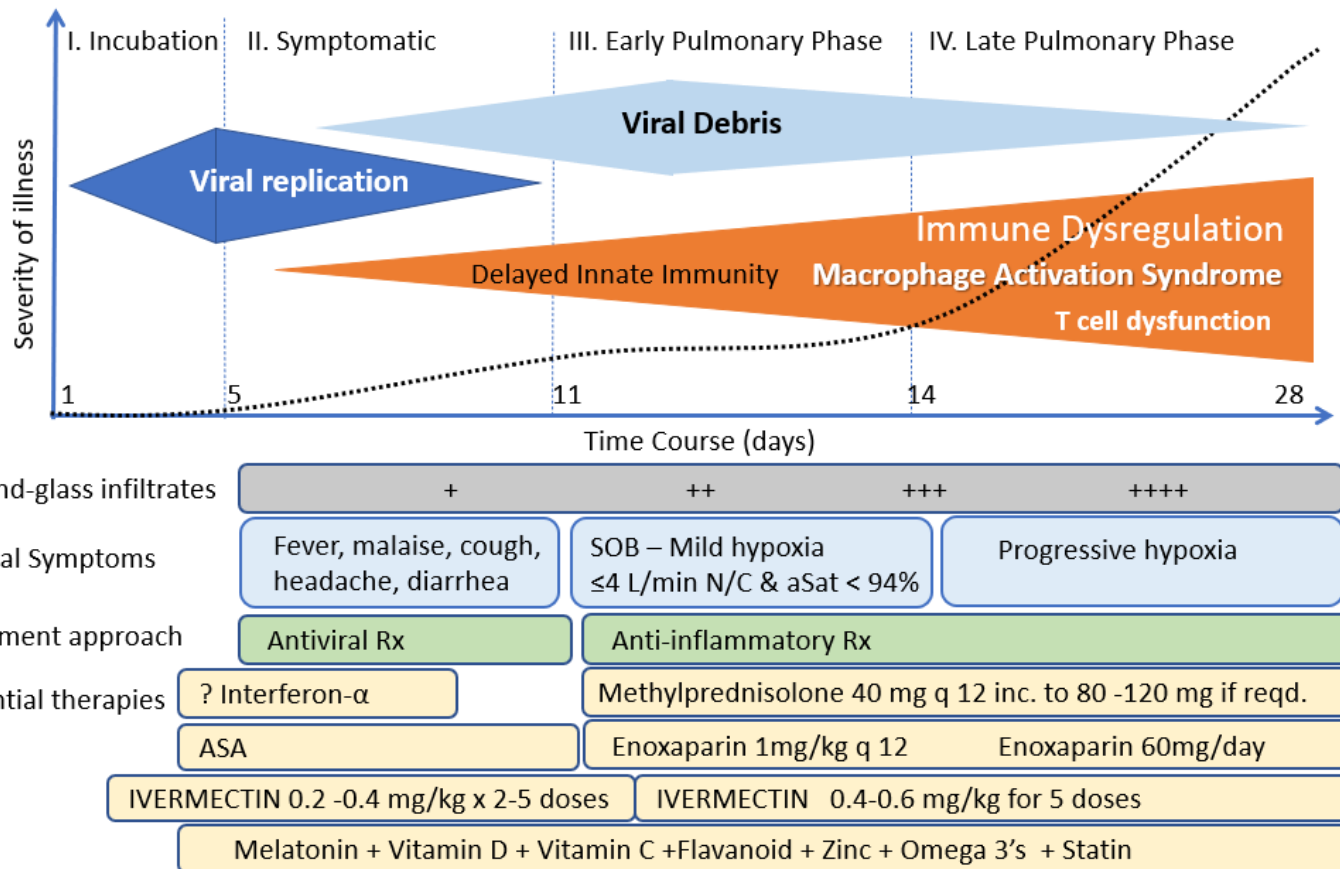 I. Incubation
II. Symptomatic
III. Early Pulmonary Phase
IV. Late Pulmonary Phase
Viral Debris
Viral replication
Immune Dysregulation
Delayed Innate Immunity
Macrophage Activation Syndrome
T cell dysfunction
Severity of illness
1
5
11
14
28
Time Course (days)
nd-glass infiltrates
+
++
+++
++++
al Symptoms
Fever, malaise, cough,
headache, diarrhea
SOB – Mild hypoxia
≤4 L/min N/C & aSat < 94%
Progressive hypoxia
ment approach
Antiviral Rx
Anti-inflammatory Rx
ntial therapies
? Interferon-α
Methylprednisolone 40 mg q 12 inc. to 80 -120 mg if reqd.
ASA
Enoxaparin 1mg/kg q 12
Enoxaparin 60mg/day
IVERMECTIN 0.2 -0.4 mg/kg x 2-5 doses
IVERMECTIN 0.4-0.6 mg/kg for 5 doses
Melatonin + Vitamin D + Vitamin C +Flavanoid + Zinc + Omega 3’s + Statin